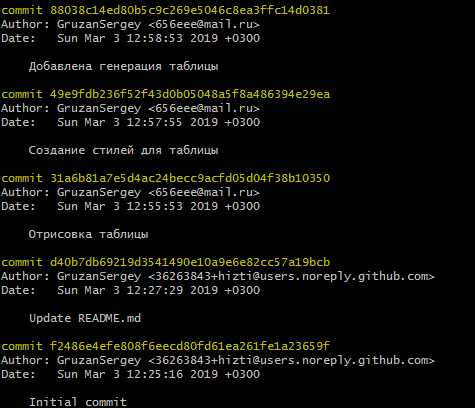 commit 88038c14ed80b5c9c269e5046c8ea3ffc14d0381
Author: GruzanSergey <656eee@mail.ru>
Date:   Sun Mar 3 12:58:53 2019 +0300
Добавлена генерация таблицы
commit 49e9fdb236f52f43d0b05048a5f8a486394e29ea
Author: GruzanSergey <656eee@mail.ru>
Date:   Sun Mar 3 12:57:55 2019 +0300
Создание стилей для таблицы
commit 31a6b81a7e5d4ac24becc9acfd05d04f38b10350
Author: GruzanSergey <656eee@mail.ru>
Date:   Sun Mar 3 12:55:53 2019 +0300
Отрисовка таблицы
commit d40b7db69219d3541490e10a9e6e82cc57a19bcb
Author: GruzanSergey <36263843+hizti@users.noreply.github.com>
Date:   Sun Mar 3 12:27:29 2019 +0300
Update README.md
commit f2486e4efe808f6eecd80fd61ea261fe1a23659f
Author: GruzanSergey <36263843+hizti@users.noreply.github.com>
Date:   Sun Mar 3 12:25:16 2019 +0300
Initial commit